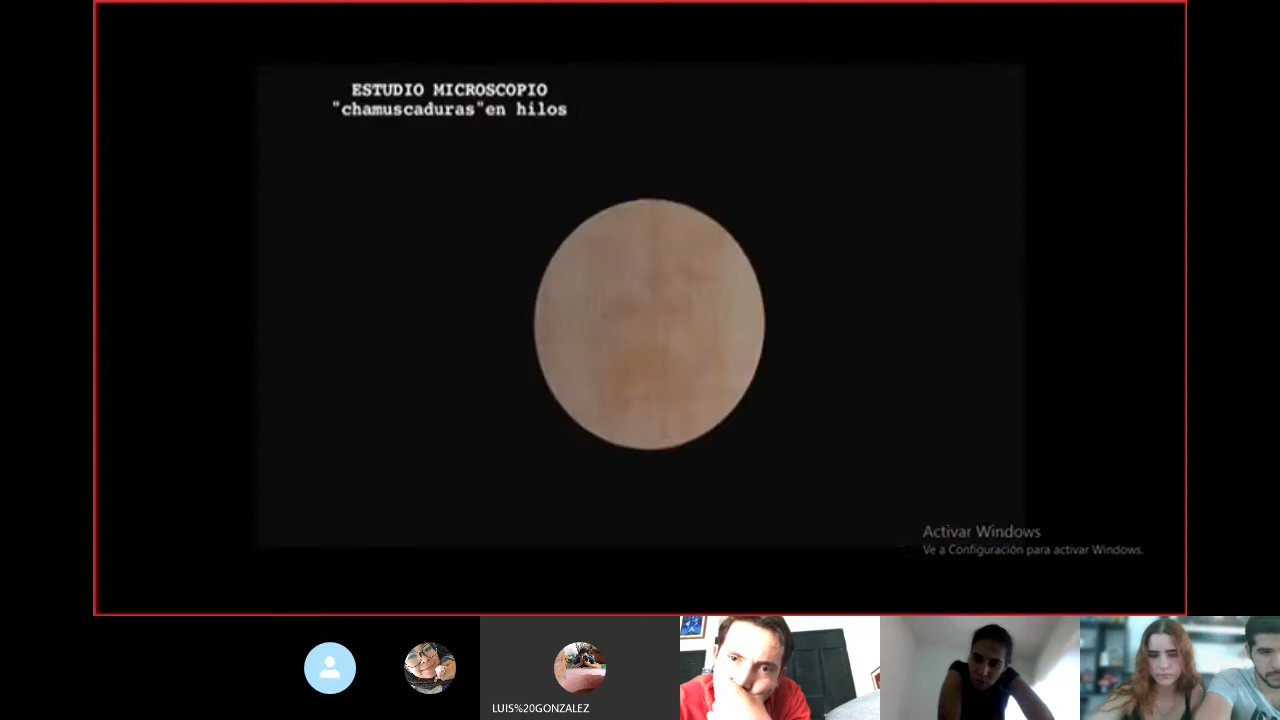 ESTUDIO MICROSCOPIO
"chamuscaduras"en hilos
Activar Windows
Ve a Configuración para activar Windows.
LUIS%20GONZALEZ